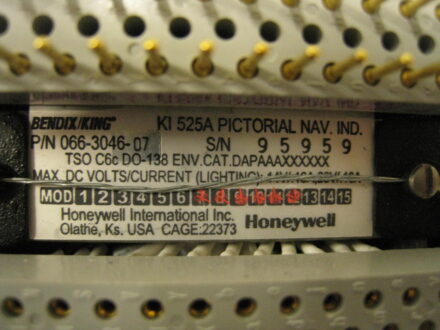 BENDIX/KING® KI 525A PICTORIAL NAV. IND.
P/N 066-3046-07 S/N 95959
TSO C6c DO-138 ENV.CAT.DAPAAAXXXXXX
MAX. DC VOLTS/CURRENT (LIGHTING):
MOD 1 2 3 4 5 6 7 8 9 10 11 12 13 14 15
Honeywell International Inc.
Olathe, Ks. USA CAGE:22373 Honeywell